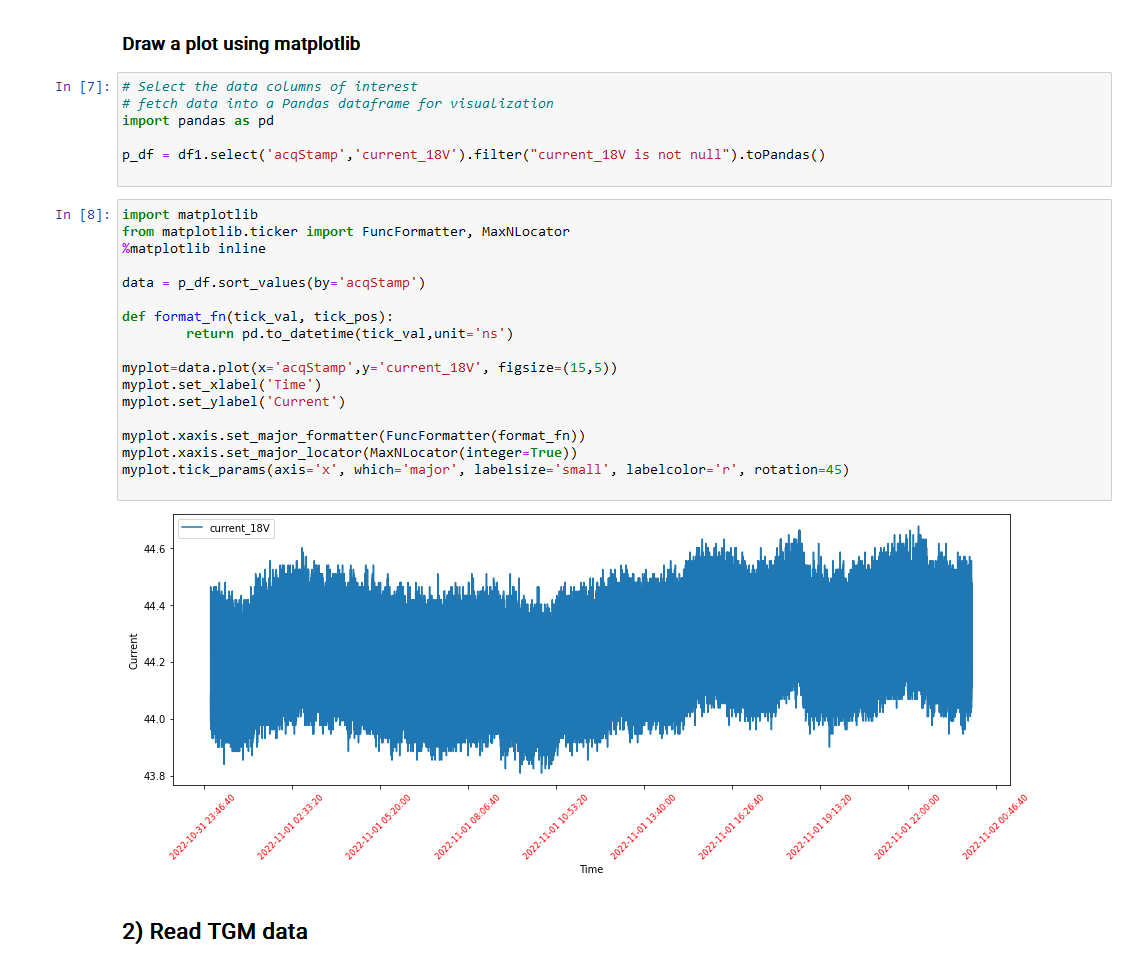 Draw a plot using matplotlib
In [7]:
# Select the data columns of interest
# fetch data into a Pandas dataframe for visualization
import pandas as pd
p_df = df1.select('acqStamp','current_18V').filter("current_18V is not null").toPandas()
In [8]:
import matplotlib
from matplotlib.ticker import FuncFormatter, MaxNLocator
%matplotlib inline
data = p_df.sort_values(by='acqStamp')
def format_fn(tick_val, tick_pos):
        return pd.to_datetime(tick_val,unit='ns')
myplot=data.plot(x='acqStamp',y='current_18V', figsize=(15,5))
myplot.set_xlabel('Time')
myplot.set_ylabel('Current')
myplot.xaxis.set_major_formatter(FuncFormatter(format_fn))
myplot.xaxis.set_major_locator(MaxNLocator(integer=True))
myplot.tick_params(axis='x', which='major', labelsize='small', labelcolor='r', rotation=45)
current_18V
44.6
44.4
44.2
44.0
43.8
Current
2022-10-31 23:46:40
2022-11-01 02:33:20
2022-11-01 05:20:00
2022-11-01 08:06:40
2022-11-01 10:53:20
2022-11-01 13:40:00
2022-11-01 16:26:40
2022-11-01 19:13:20
2022-11-01 22:00:00
2022-11-02 00:46:40
Time
2) Read TGM data